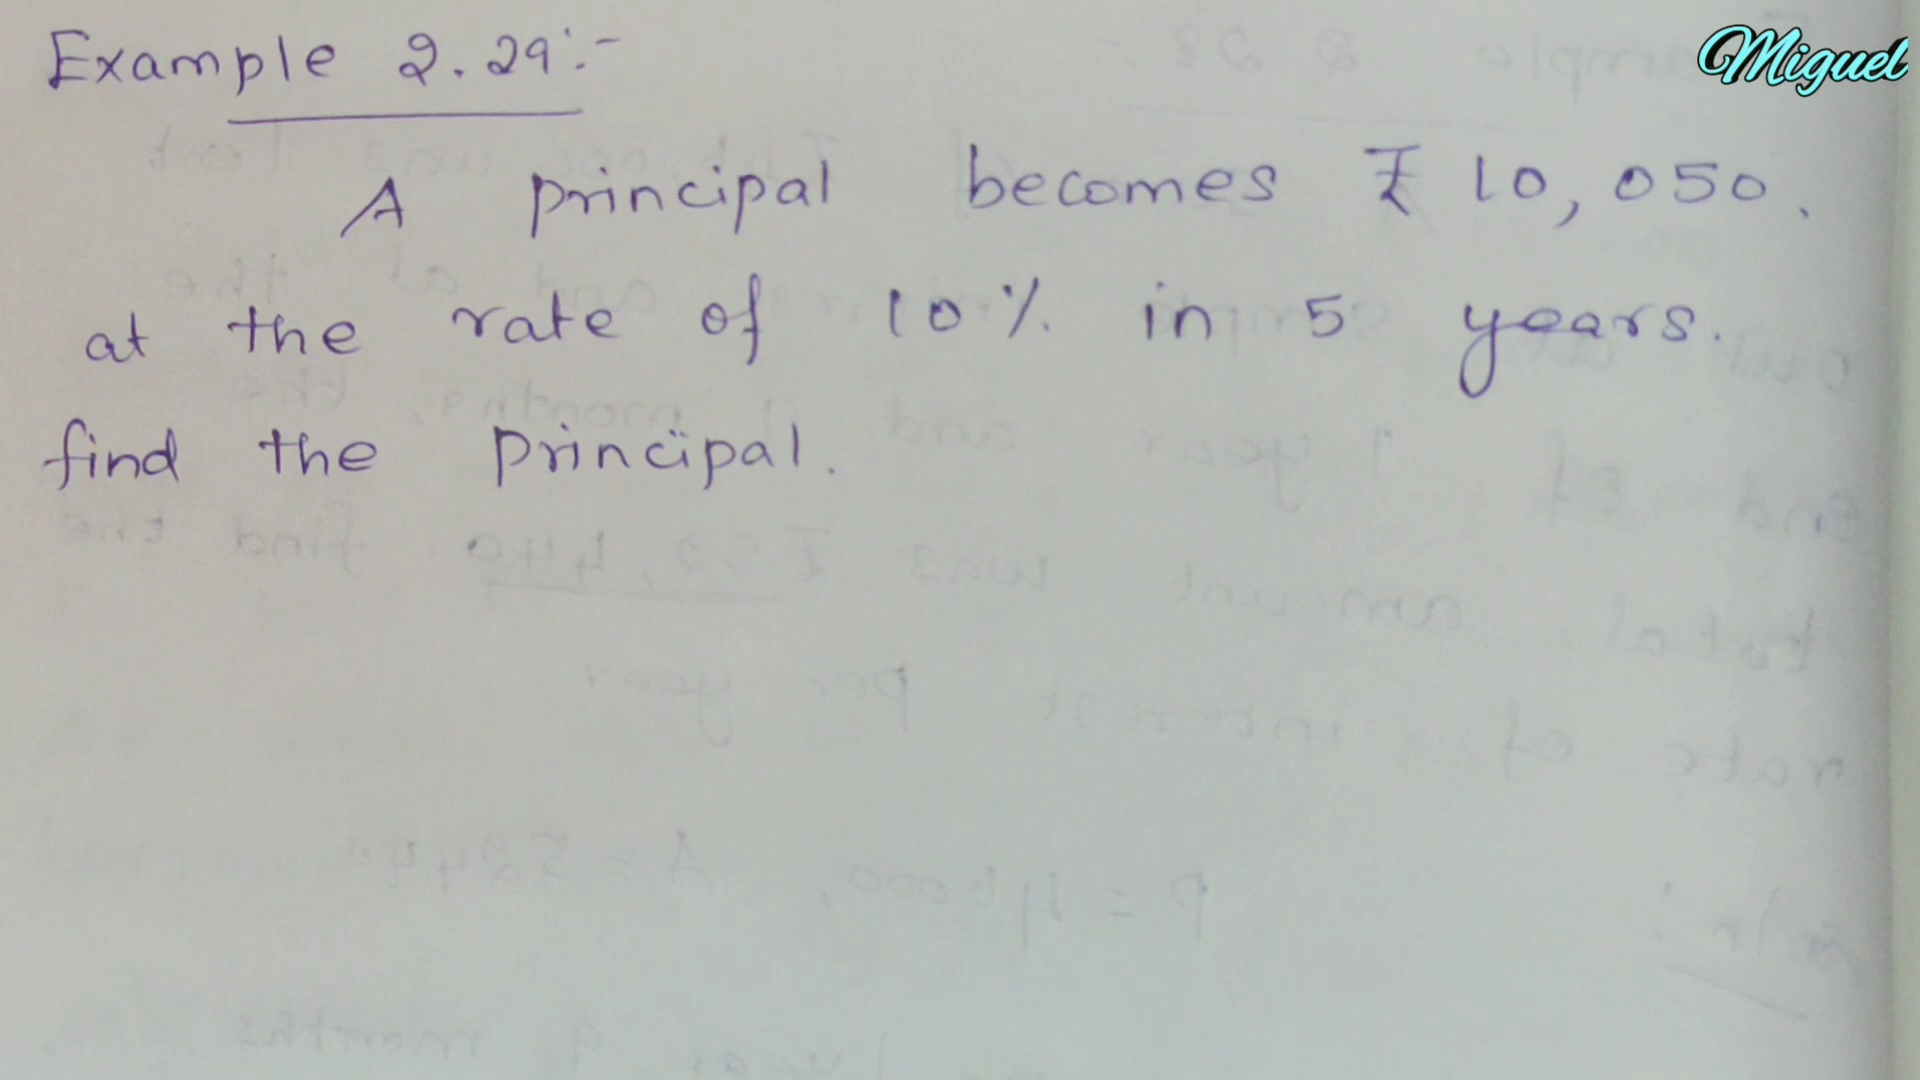 Example 2.29:-
Miguel
A principal becomes ₹ 10,050.
at the rate of 10% in 5 years.
find the principal.